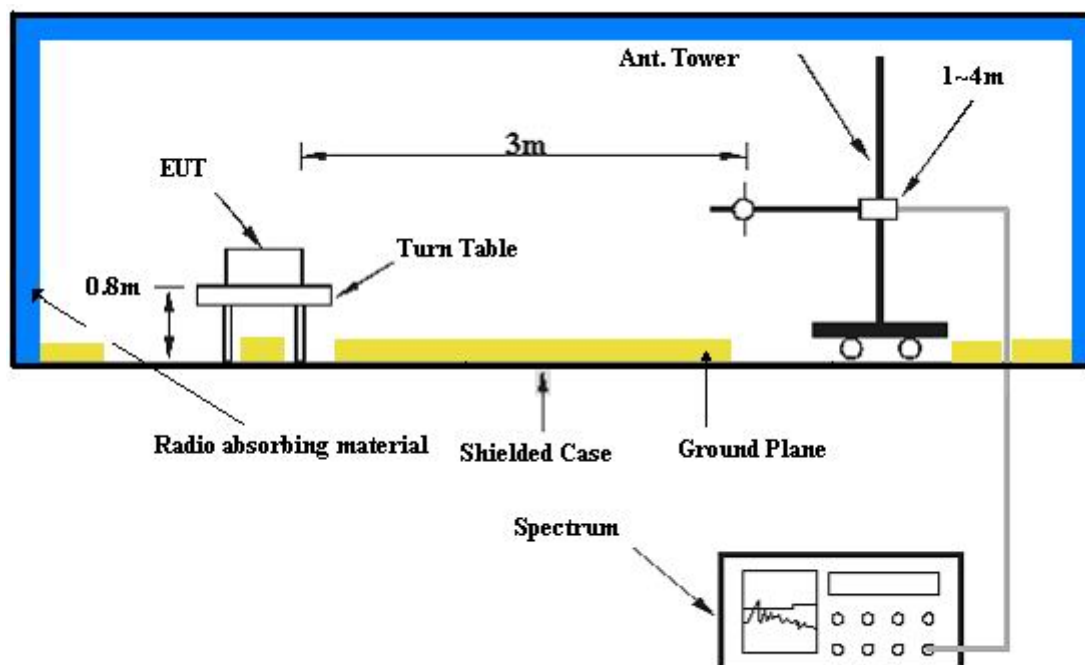 Ant. Tower
1~4m
3m
EUT
Turn Table
0.8m
Radio absorbing material
Shielded Case
Ground Plane
Spectrum